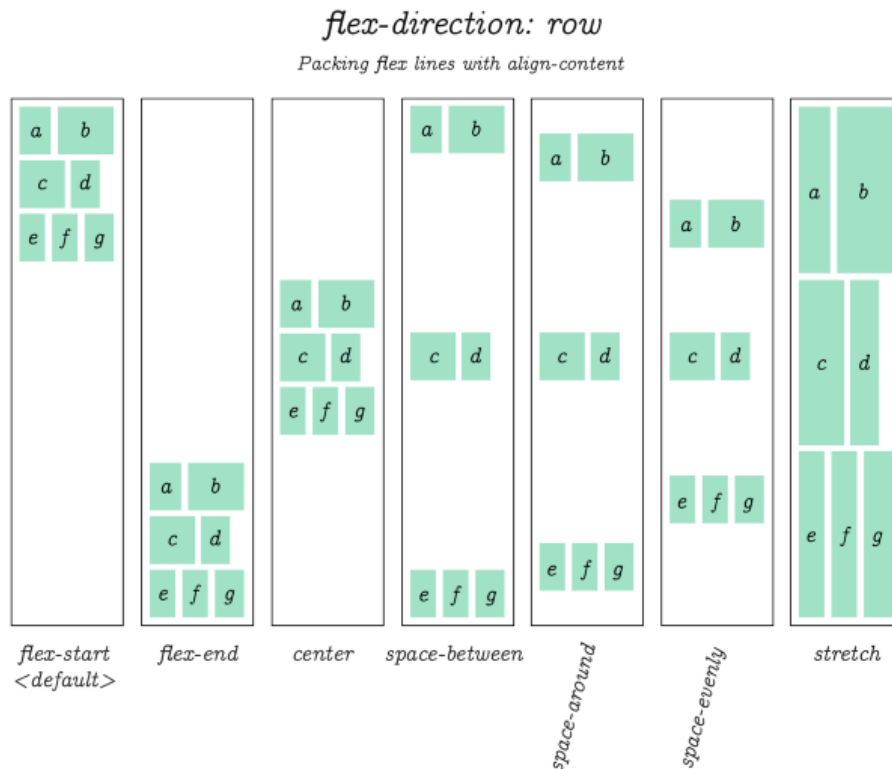 flex-direction: row
Packing flex lines with align-content
a b
c d
e f g
a b
c d
e f g
a b
c d
e f g
a b
c d
e f g
a b
c d
e f g
a b
c d
e f g
a b
c d
e f g
flex-start
<default>
flex-end
center
space-between
space-around
space-evenly
stretch